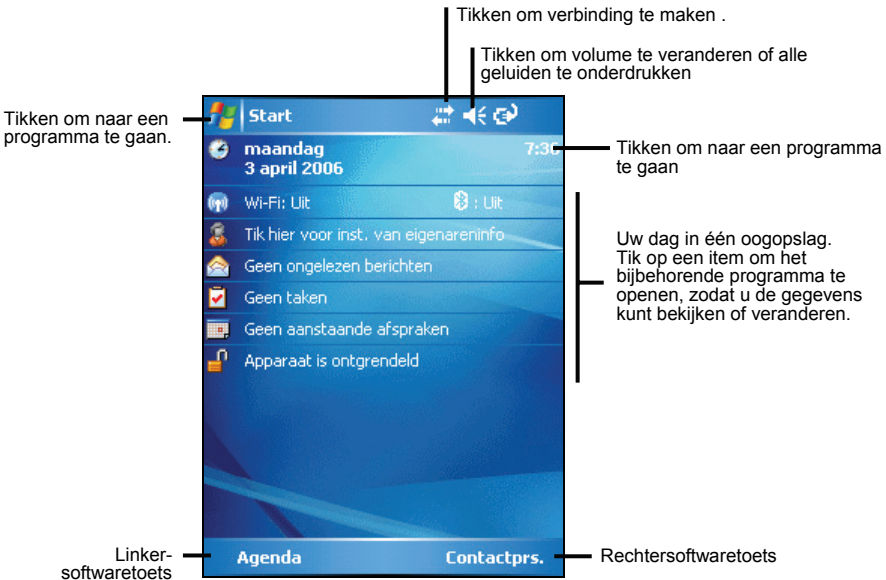 Tikken om verbinding te maken .
Tikken om volume te veranderen of alle
geluiden te onderdrukken
Tikken om naar een
programma te gaan.
Start
maandag
3 april 2006
7:36
Tikken om naar een programma
te gaan
Wi-Fi: Uit
: Uit
Tik hier voor inst. van eigenareninfo
Geen ongelezen berichten
Geen taken
Geen aanstaande afspraken
Apparaat is ontgrendeld
Uw dag in één oogopslag.
Tik op een item om het
bijbehorende programma te
openen, zodat u de gegevens
kunt bekijken of veranderen.
Linker-
softwaretoets
Agenda
Contactprs.
Rechtersoftwaretoets